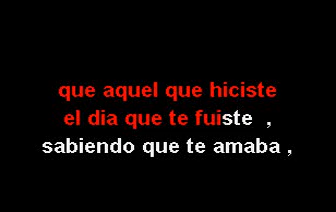 que aquel que hiciste
el dia que te fuiste  ,
sabiendo que te amaba ,